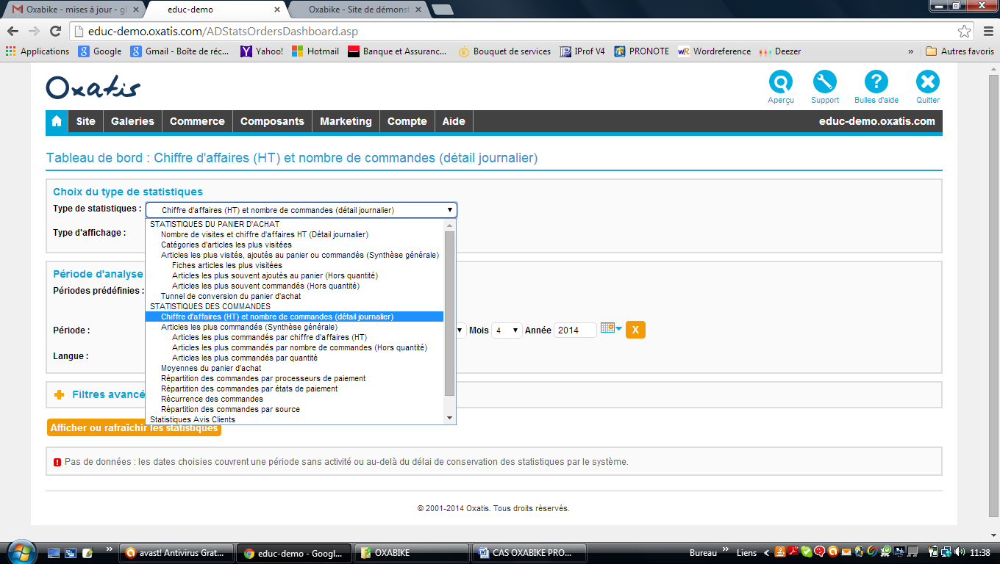 Oxabike - mises à jour - gl
educ-demo
Oxabike - Site de démonst
educ-demo.oxatis.com/ADStatsOrdersDashboard.asp
Applications Google Gmail - Boîte de réc... Yahoo! Hotmail Banque et Assuranc... Bouquet de services IProf V4 PRONOTE Wordreference Deezer » Autres favoris
Oxatis
Aperçu Support Bulles d'aide Quitter
Site Galeries Commerce Composants Marketing Compte Aide educ-demo.oxatis.com
Tableau de bord : Chiffre d'affaires (HT) et nombre de commandes (détail journalier)
Choix du type de statistiques
Type de statistiques : Chiffre d'affaires (HT) et nombre de commandes (détail journalier)
STATISTIQUES DU PANIER D'ACHAT
Type d'affichage : Nombre de visites et chiffre d'affaires HT (Détail journalier)
Catégories d'articles les plus visitées
Articles les plus visités, ajoutés au panier ou commandés (Synthèse générale)
Fiches articles les plus visitées
Période d'analyse Articles les plus souvent ajoutés au panier (Hors quantité)
Périodes prédéfinies : Articles les plus souvent commandés (Hors quantité)
Tunnel de conversion du panier d'achat
STATISTIQUES DES COMMANDES
Chiffre d'affaires (HT) et nombre de commandes (détail journalier)
Articles les plus commandés (Synthèse générale)
Période : Mois 4 Année 2014 X
Articles les plus commandés par chiffre d'affaires (HT)
Articles les plus commandés par nombre de commandes (Hors quantité)
Langue : Articles les plus commandés par quantité
Moyennes du panier d'achat
Répartition des commandes par processeurs de paiement
Répartition des commandes par états de paiement
Filtres avancé
Récurrence des commandes
Répartition des commandes par source
Statistiques Avis Clients
Afficher ou rafraîchir les statistiques
Pas de données : les dates choisies couvrent une période sans activité ou au-delà du délai de conservation des statistiques par le système.
© 2001-2014 Oxatis. Tous droits réservés.
» avast! Antivirus Grat... educ-demo - Googl... OXABIKE CAS OXABIKE PRO... Bureau » Liens 11:38